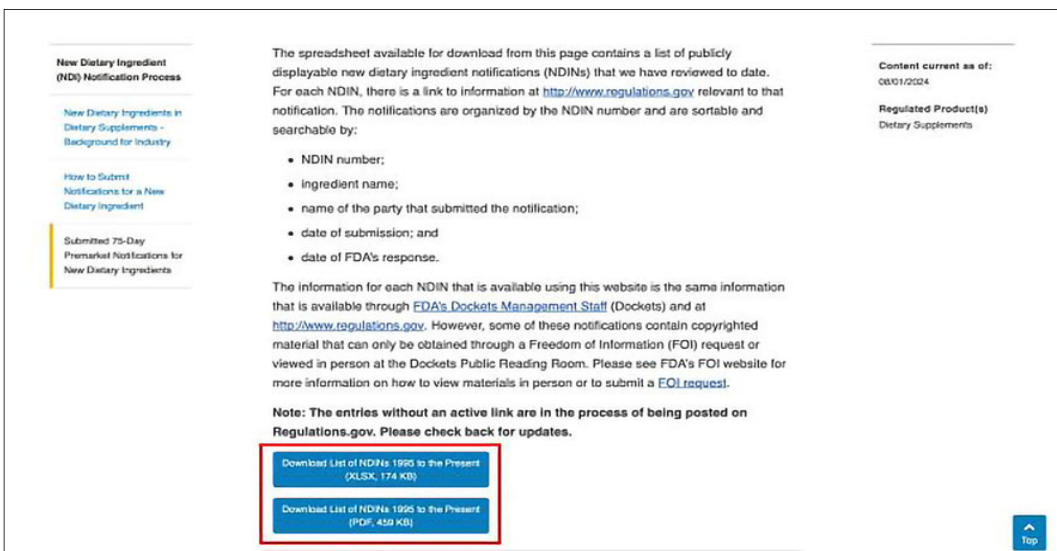 New Dietary Ingredient
(NDI) Notification Process
New Dietary Ingredients in
Dietary Supplements -
Background for Industry
How to Submit
Notifications for a New
Dietary Ingredient
Submitted 75-Day
Premarket Notifications for
New Dietary Ingredients
The spreadsheet available for download from this page contains a list of publicly
displayable new dietary ingredient notifications (NDINs) that we have reviewed to date.
For each NDIN, there is a link to information at http://www.regulations.gov relevant to that
notification. The notifications are organized by the NDIN number and are sortable and
searchable by:
• NDIN number;
• ingredient name;
• name of the party that submitted the notification;
• date of submission; and
• date of FDA's response.
The information for each NDIN that is available using this website is the same information
that is available through FDA's Dockets Management Staff (Dockets) and at
http://www.regulations.gov. However, some of these notifications contain copyrighted
material that can only be obtained through a Freedom of Information (FOI) request or
viewed in person at the Dockets Public Reading Room. Please see FDA's FOI website for
more information on how to view materials in person or to submit a FOI request.
Note: The entries without an active link are in the process of being posted on
Regulations.gov. Please check back for updates.
Download List of NDINs 1995 to the Present
(XLSX, 174 KB)
Download List of NDINs 1995 to the Present
(PDF, 459 KB)
Content current as of:
08/01/2024
Regulated Product(s)
Dietary Supplements
Top